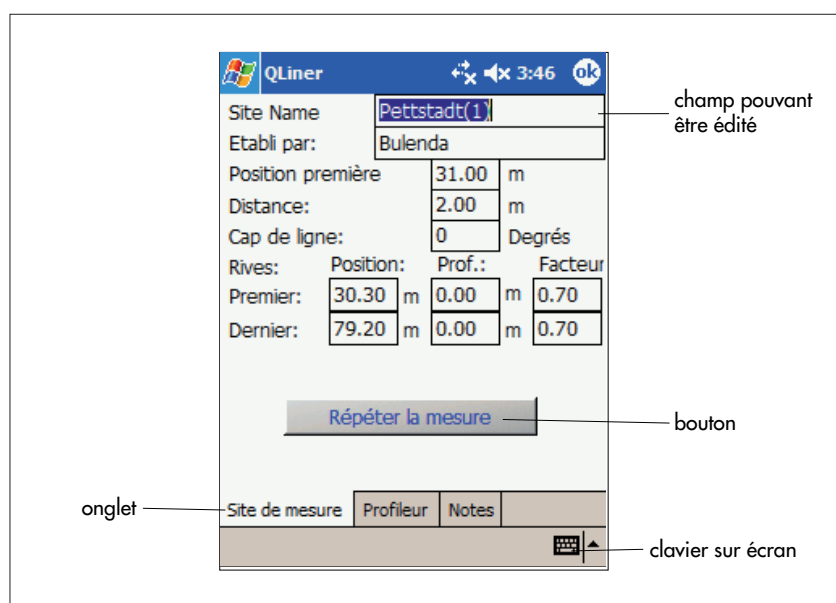 QLiner 3:46 ok
Site Name Pettstadt(1)
champ pouvant
être édité
Etabli par: Bulenda
Position première 31.00 m
Distance: 2.00 m
Cap de ligne: 0 Degrés
Rives: Position: Prof.: Facteur
Premier: 30.30 m 0.00 m 0.70
Dernier: 79.20 m 0.00 m 0.70
Répéter la mesure
bouton
onglet
Site de mesure Profileur Notes
clavier sur écran